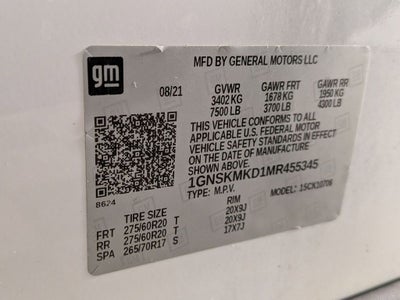 gm
MFD BY GENERAL MOTORS LLC
08/21 GVWR GAWR FRT GAWR RR
3402 KG 1678 KG 1950 KG
7500 LB 3700 LB 4300 LB
THIS VEHICLE CONFORMS TO ALL
APPLICABLE U.S. FEDERAL MOTOR
VEHICLE SAFETY STANDARDS IN EFFECT
ON THE DATE OF MANUFACTURE
SHOWN ABOVE.
1GNSKMKD1MR455345
TYPE: M.P.V. MODEL: 15CK10706
8624
TIRE SIZE RIM
FRT 275/60R20 T 20X9J
RR 275/60R20 T 20X9J
SPA 265/70R17 S 17X7J